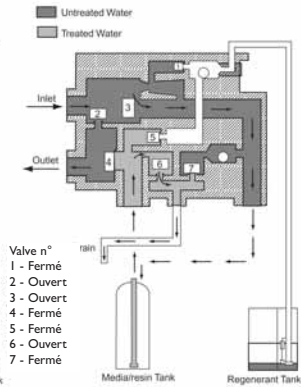 Untreated Water
Treated Water
1
Inlet
3
2
5
Outlet
4
6
7
rain
Valve n°
1 - Fermé
2 - Ouvert
3 - Ouvert
4 - Fermé
5 - Fermé
6 - Ouvert
7 - Fermé
Media/resin Tank
Regenerant Tank